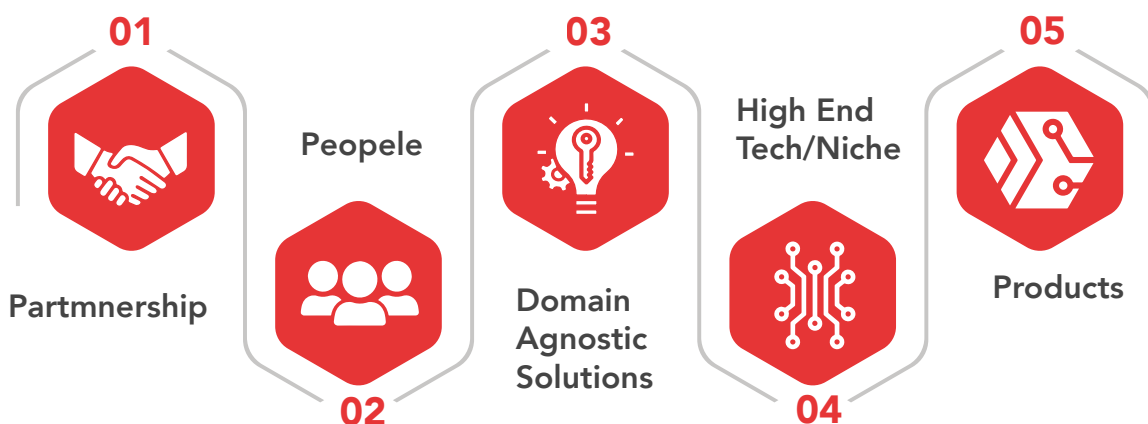 01
Partmnership
Peopele
02
03
Domain
Agnostic
Solutions
High End
Tech/Niche
04
05
Products